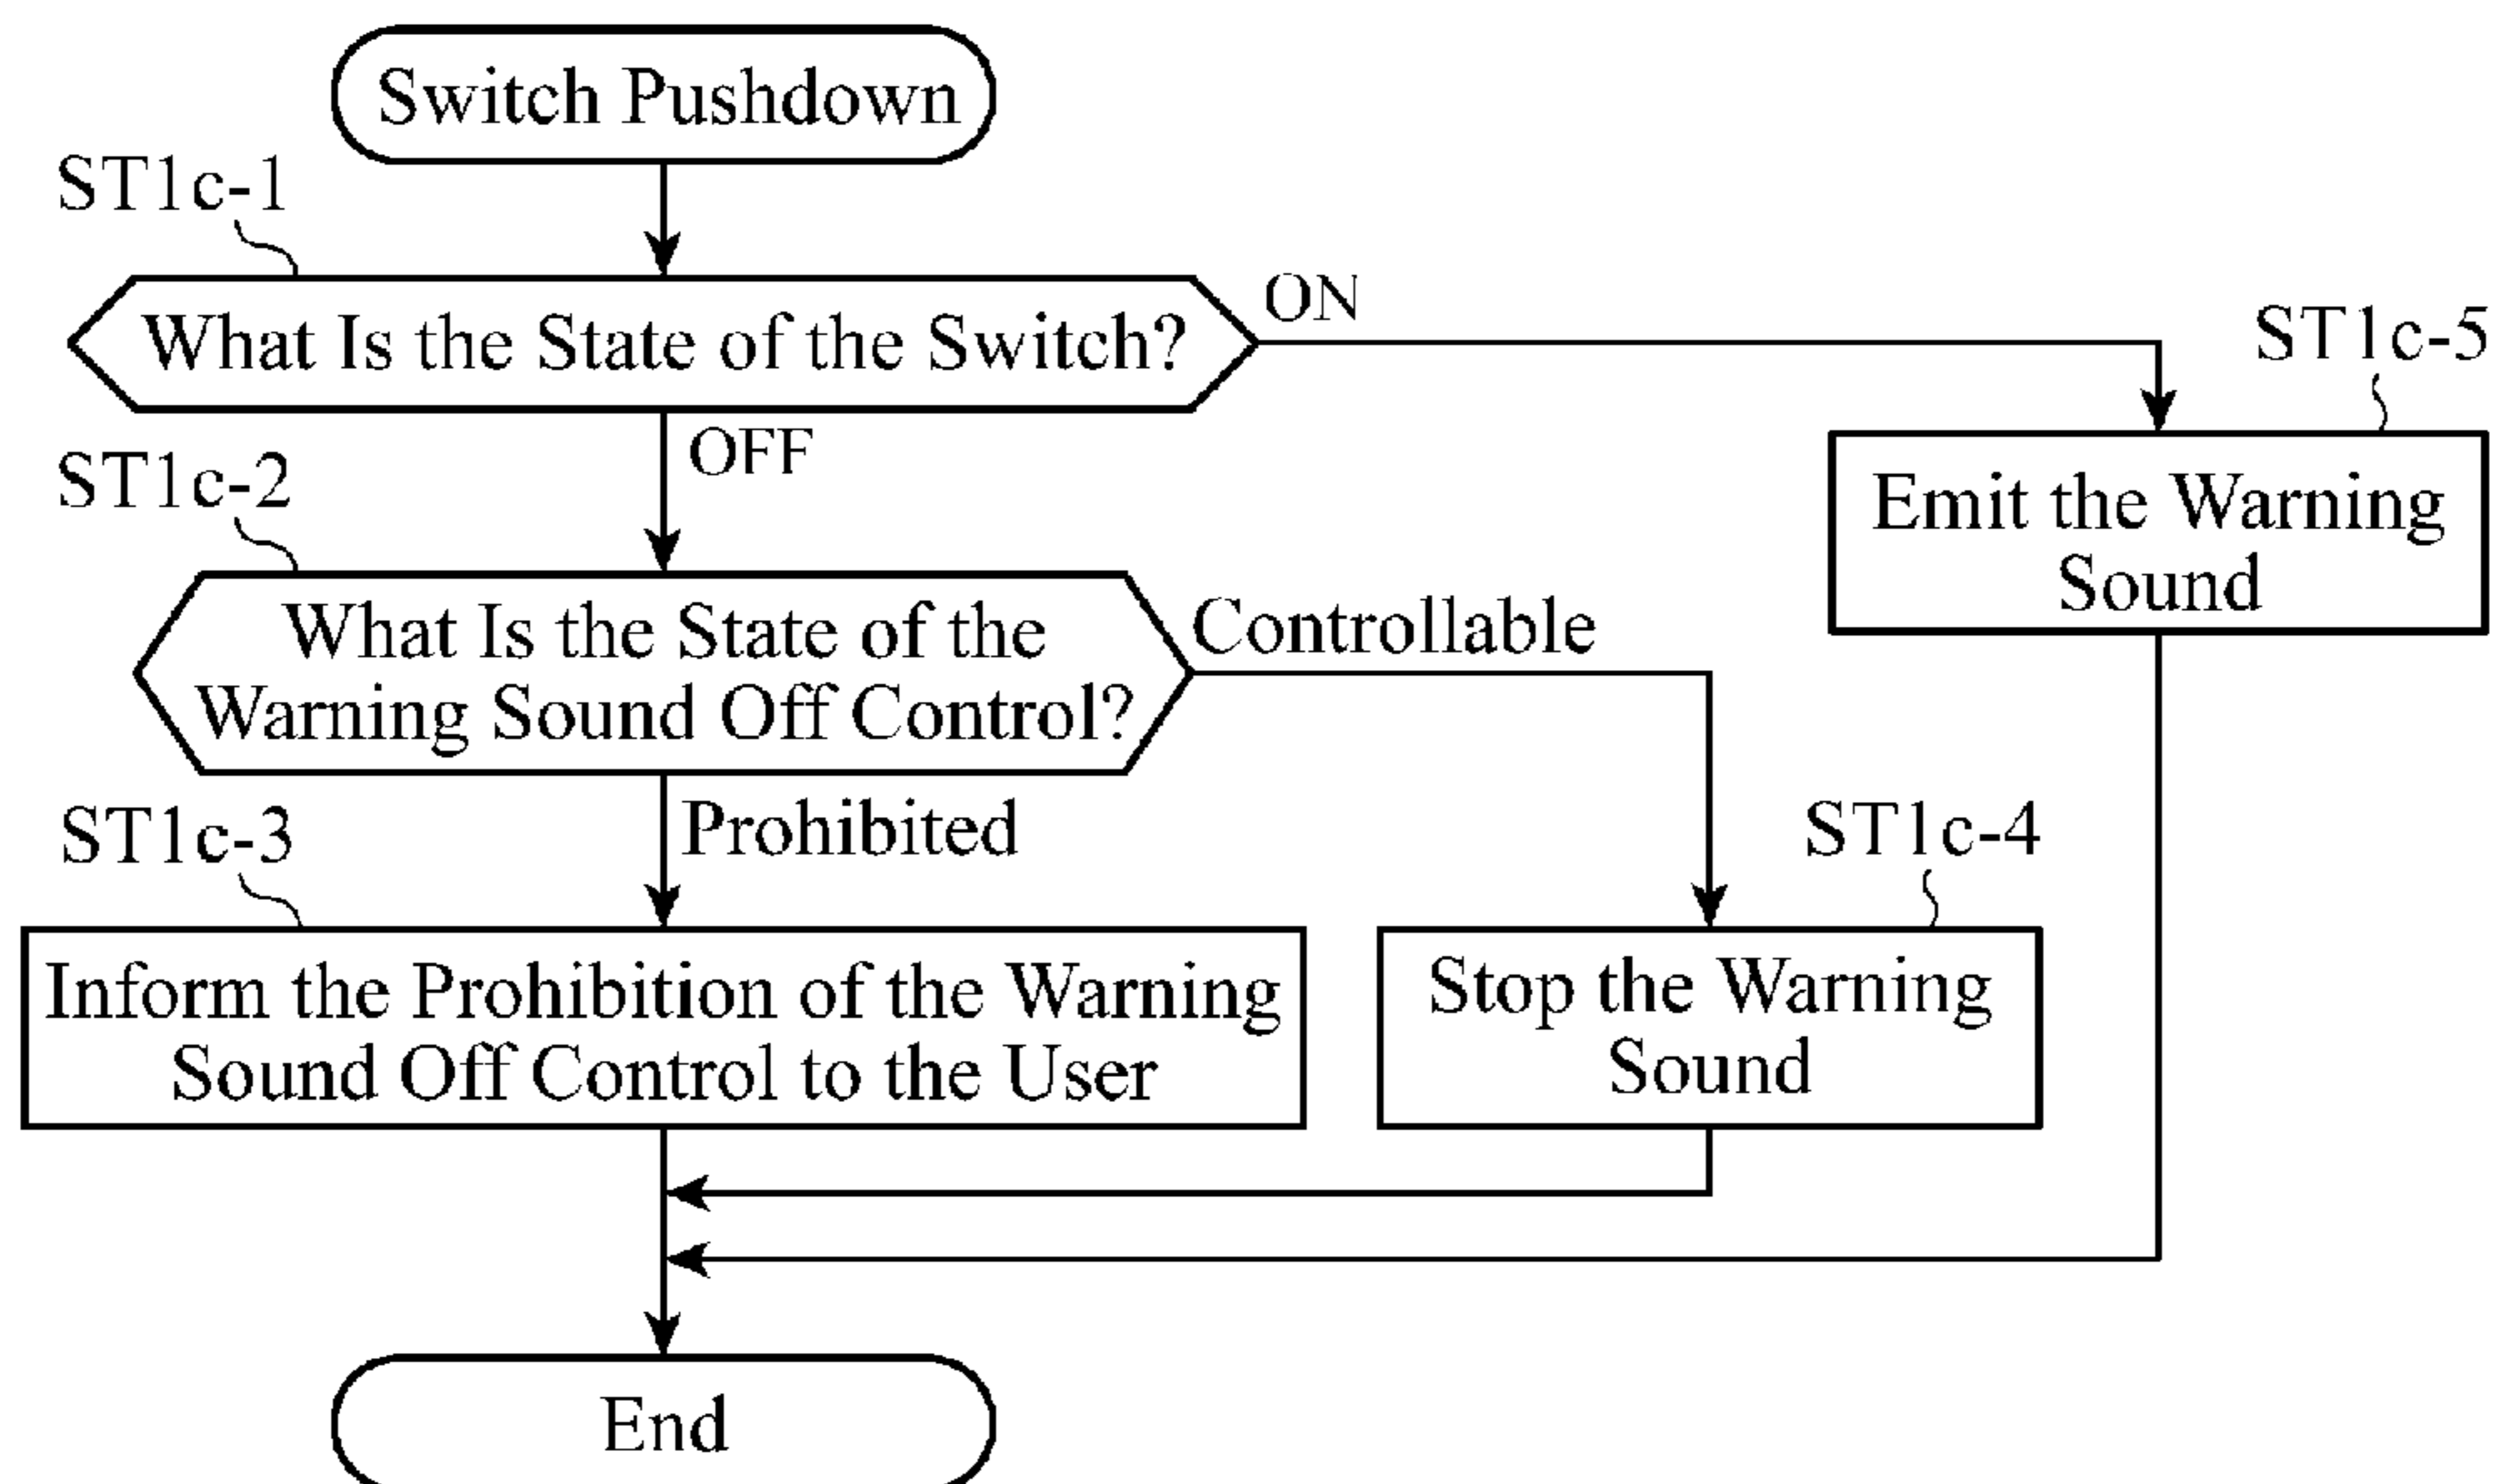 Switch Pushdown
ST1c-1
What Is the State of the Switch?
ON
OFF
ST1c-5
Emit the Warning
Sound
ST1c-2
What Is the State of the
Warning Sound Off Control?
Controllable
Prohibited
ST1c-3
Inform the Prohibition of the Warning
Sound Off Control to the User
ST1c-4
Stop the Warning
Sound
End